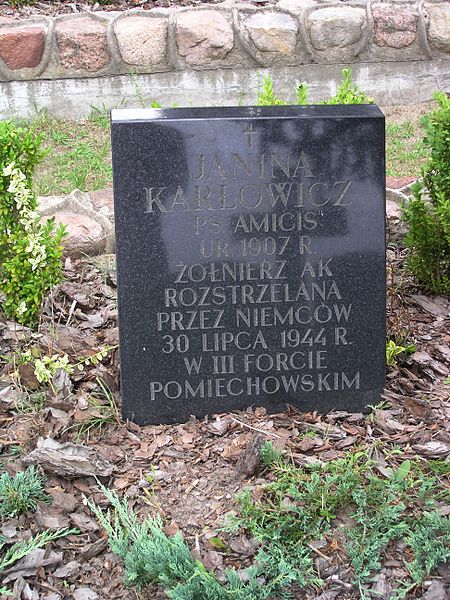 JANINA
KARŁOWICZ
PS AMICIS
UR 1907 R
ŻOŁNIERZ AK
ROZSTRZELANA
PRZEZ NIEMCÓW
30 LIPCA 1944 R.
W III FORCIE
POMIECHOWSKIM